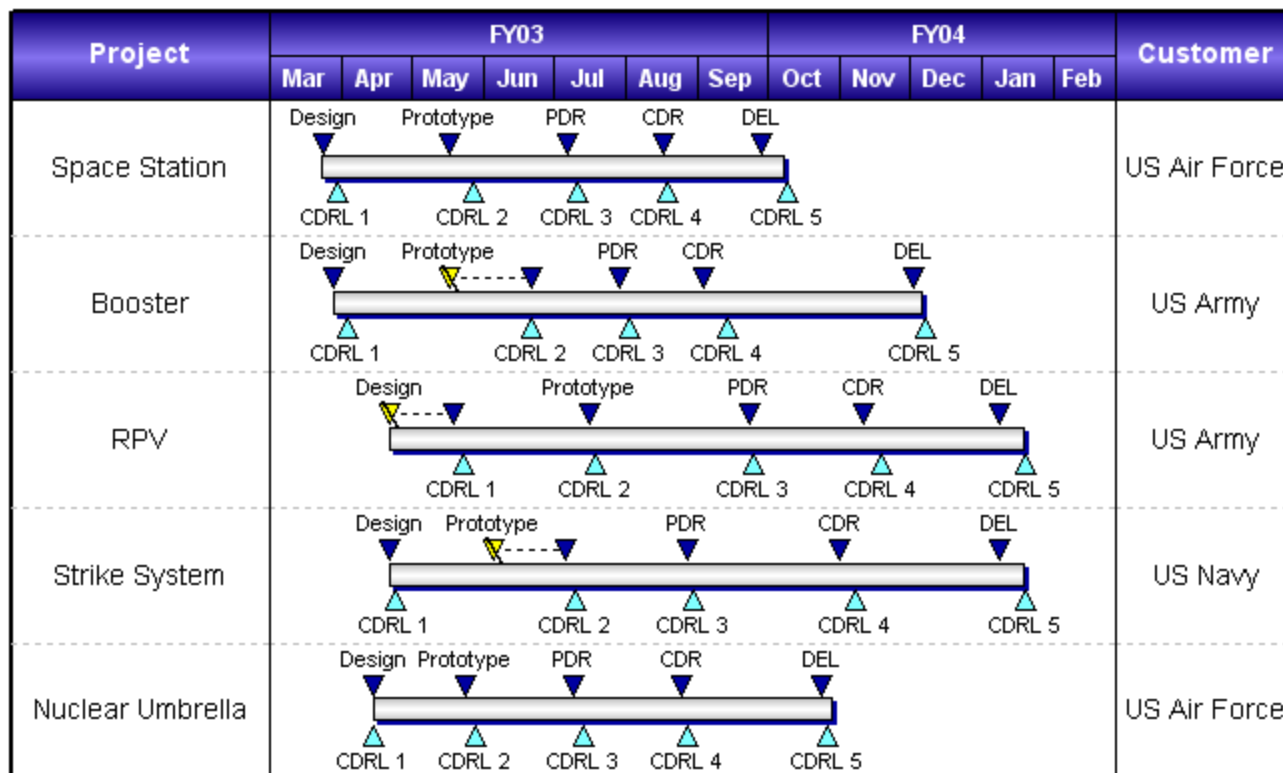 Project FY03 FY04 Customer
Mar Apr May Jun Jul Aug Sep Oct Nov Dec Jan Feb
Design Prototype PDR CDR DEL
Space Station US Air Force
CDRL 1 CDRL 2 CDRL 3 CDRL 4 CDRL 5
Design Prototype PDR CDR DEL
Booster US Army
CDRL 1 CDRL 2 CDRL 3 CDRL 4 CDRL 5
Design Prototype PDR CDR DEL
RPV US Army
CDRL 1 CDRL 2 CDRL 3 CDRL 4 CDRL 5
Design Prototype PDR CDR DEL
Strike System US Navy
CDRL 1 CDRL 2 CDRL 3 CDRL 4 CDRL 5
Design Prototype PDR CDR DEL
Nuclear Umbrella US Air Force
CDRL 1 CDRL 2 CDRL 3 CDRL 4 CDRL 5